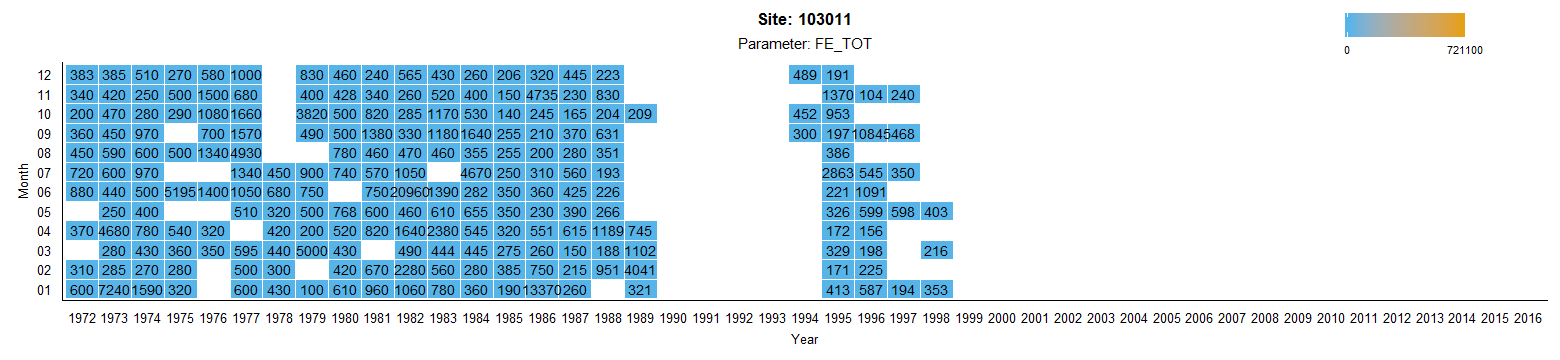 Site: 103011
Parameter: FE_TOT
0 721100
12 383 385 510 270 580 1000 830 460 240 565 430 260 206 320 445 223 489 191
11 340 420 250 500 1500 680 400 428 340 260 520 400 150 4735 230 830 1370 104 240
10 200 470 280 290 1080 1660 3820 500 820 285 1170 530 140 245 165 204 209 452 953
09 360 450 970 700 1570 490 500 1380 330 1180 1640 255 210 370 631 300 197 10845 468
08 450 590 600 500 1340 4930 780 460 470 460 355 255 200 280 351 386
07 720 600 970 1340 450 900 740 570 1050 4670 250 310 560 193 2863 545 350
06 880 440 500 5195 1400 1050 680 750 750 20960 1390 282 350 360 425 226 221 1091
05 250 400 510 320 500 768 600 460 610 655 350 230 390 266 326 599 598 403
04 370 4680 780 540 320 420 200 520 820 1640 2380 545 320 551 615 1189 745 172 156
03 280 430 360 350 595 440 5000 430 490 444 445 275 260 150 188 1102 329 198 216
02 310 285 270 280 500 300 420 670 2280 560 280 385 750 215 951 4041 171 225
01 600 7240 1590 320 600 430 100 610 960 1060 780 360 190 13370 260 321 413 587 194 353
Month
1972 1973 1974 1975 1976 1977 1978 1979 1980 1981 1982 1983 1984 1985 1986 1987 1988 1989 1990 1991 1992 1993 1994 1995 1996 1997 1998 1999 2000 2001 2002 2003 2004 2005 2006 2007 2008 2009 2010 2011 2012 2013 2014 2015 2016
Year